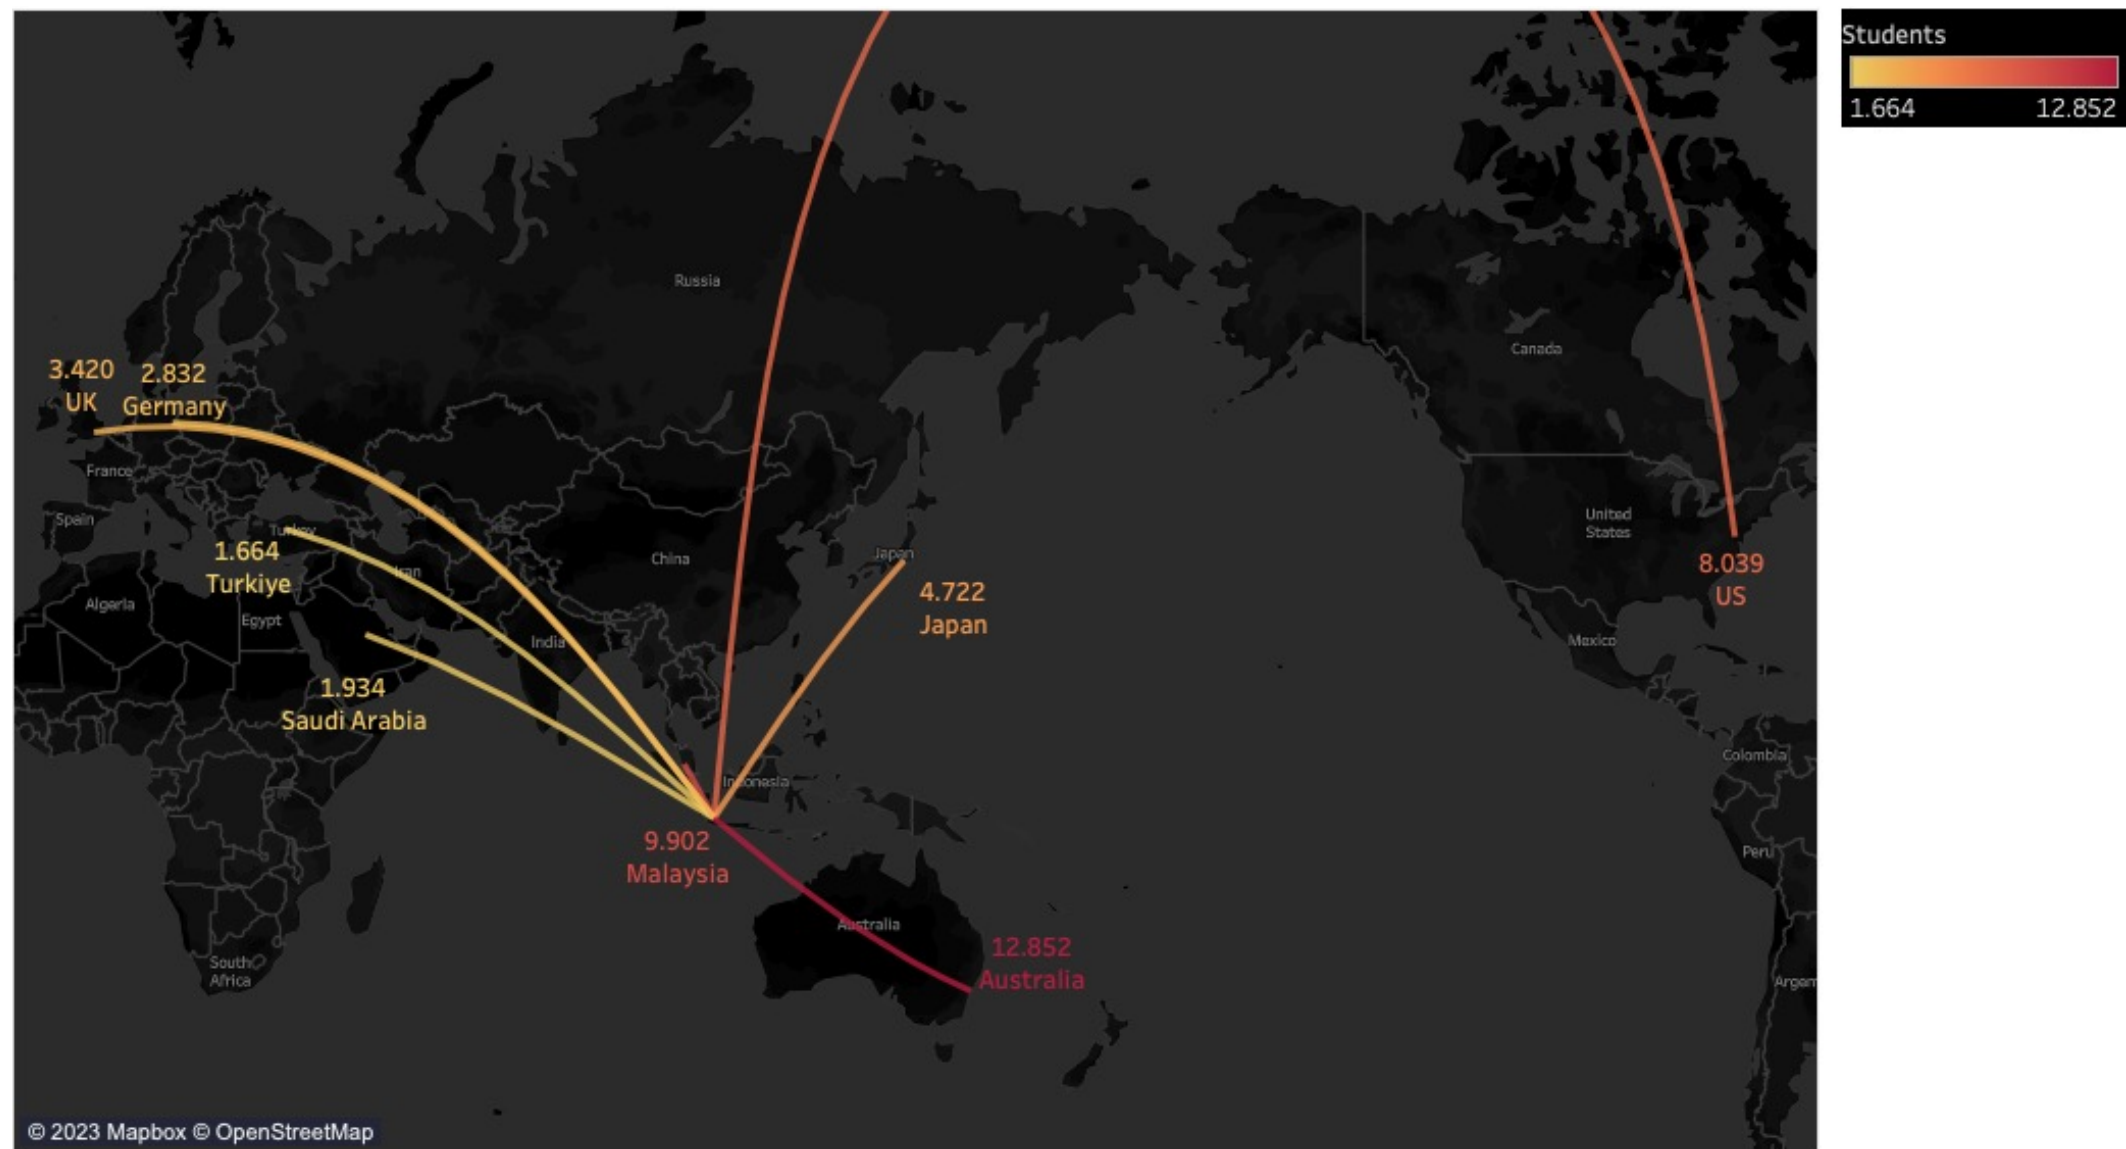 Students
1.664 12.852
Russia
Canada
3.420
UK
2.832
Germany
France
Spain
Turkey
United
States
1.664
Turkiye
Iran
China
Japan
4.722
Japan
8.039
US
Algeria
Egypt
India
Mexico
1.934
Saudi Arabia
Indonesia
Colombia
9.902
Malaysia
Peru
Australia
12.852
Australia
South
Africa
Argen
© 2023 Mapbox © OpenStreetMap